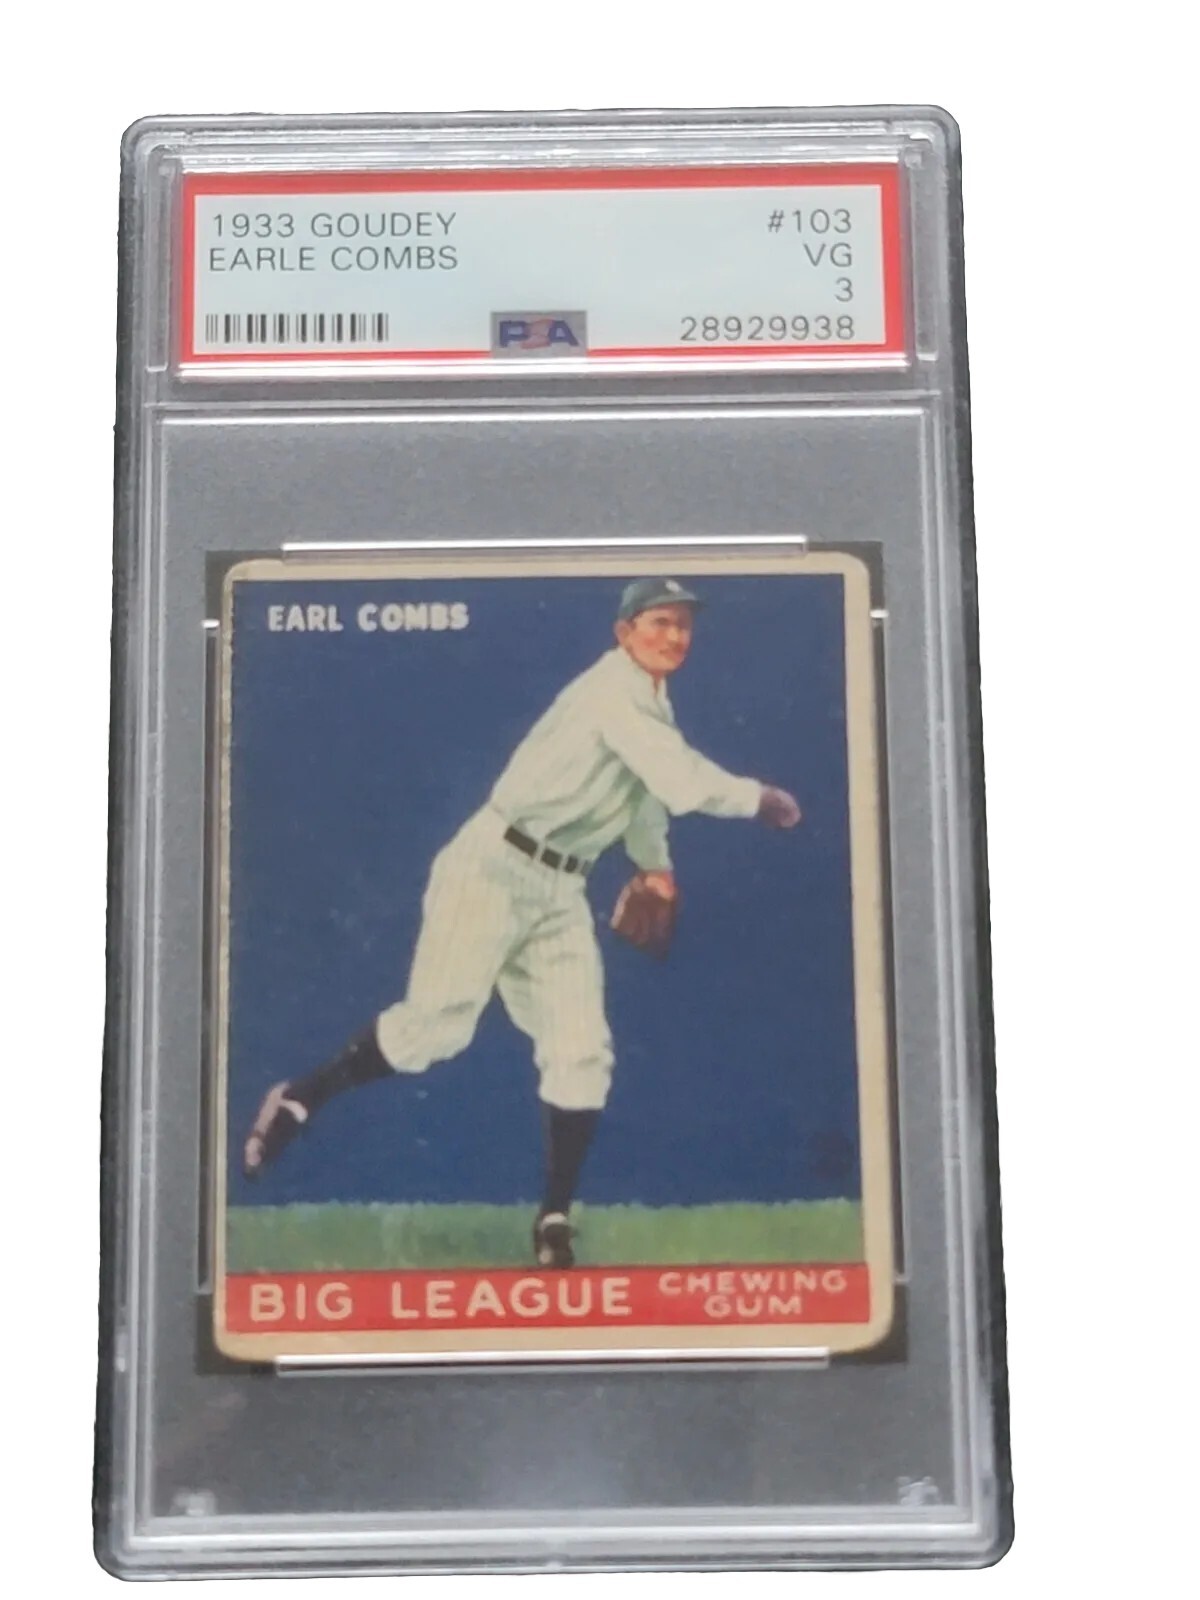 1933 GOUDEY #103
EARLE COMBS VG
3
PSA 28929938
EARL COMBS
BIG LEAGUE CHEWING GUM